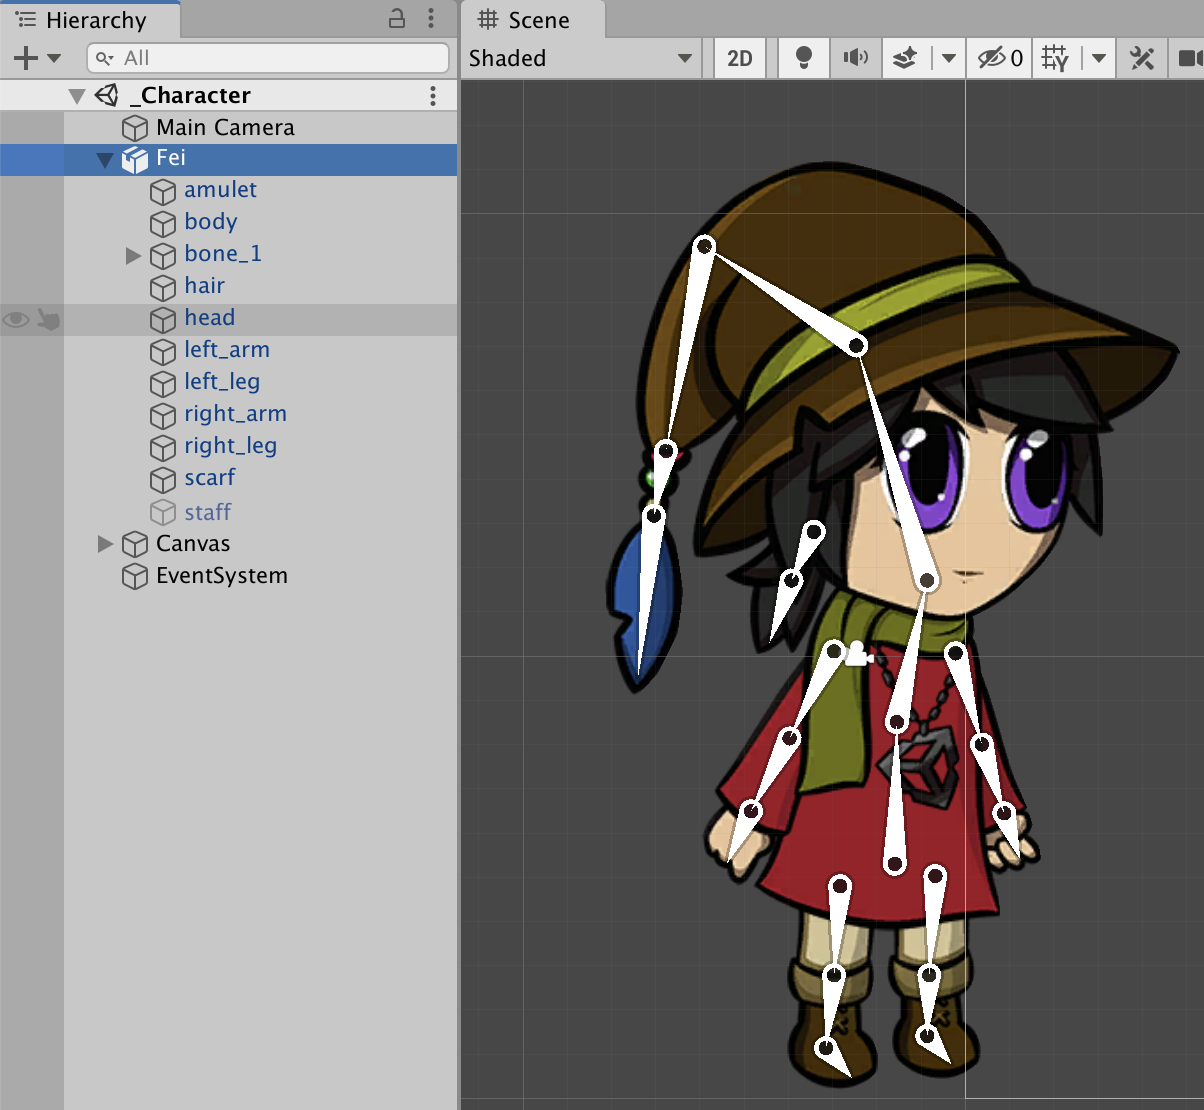 Hierarchy
All
_Character
Main Camera
Fei
amulet
body
bone_1
hair
head
left_arm
left_leg
right_arm
right_leg
scarf
staff
Canvas
EventSystem
Scene
Shaded 2D 0